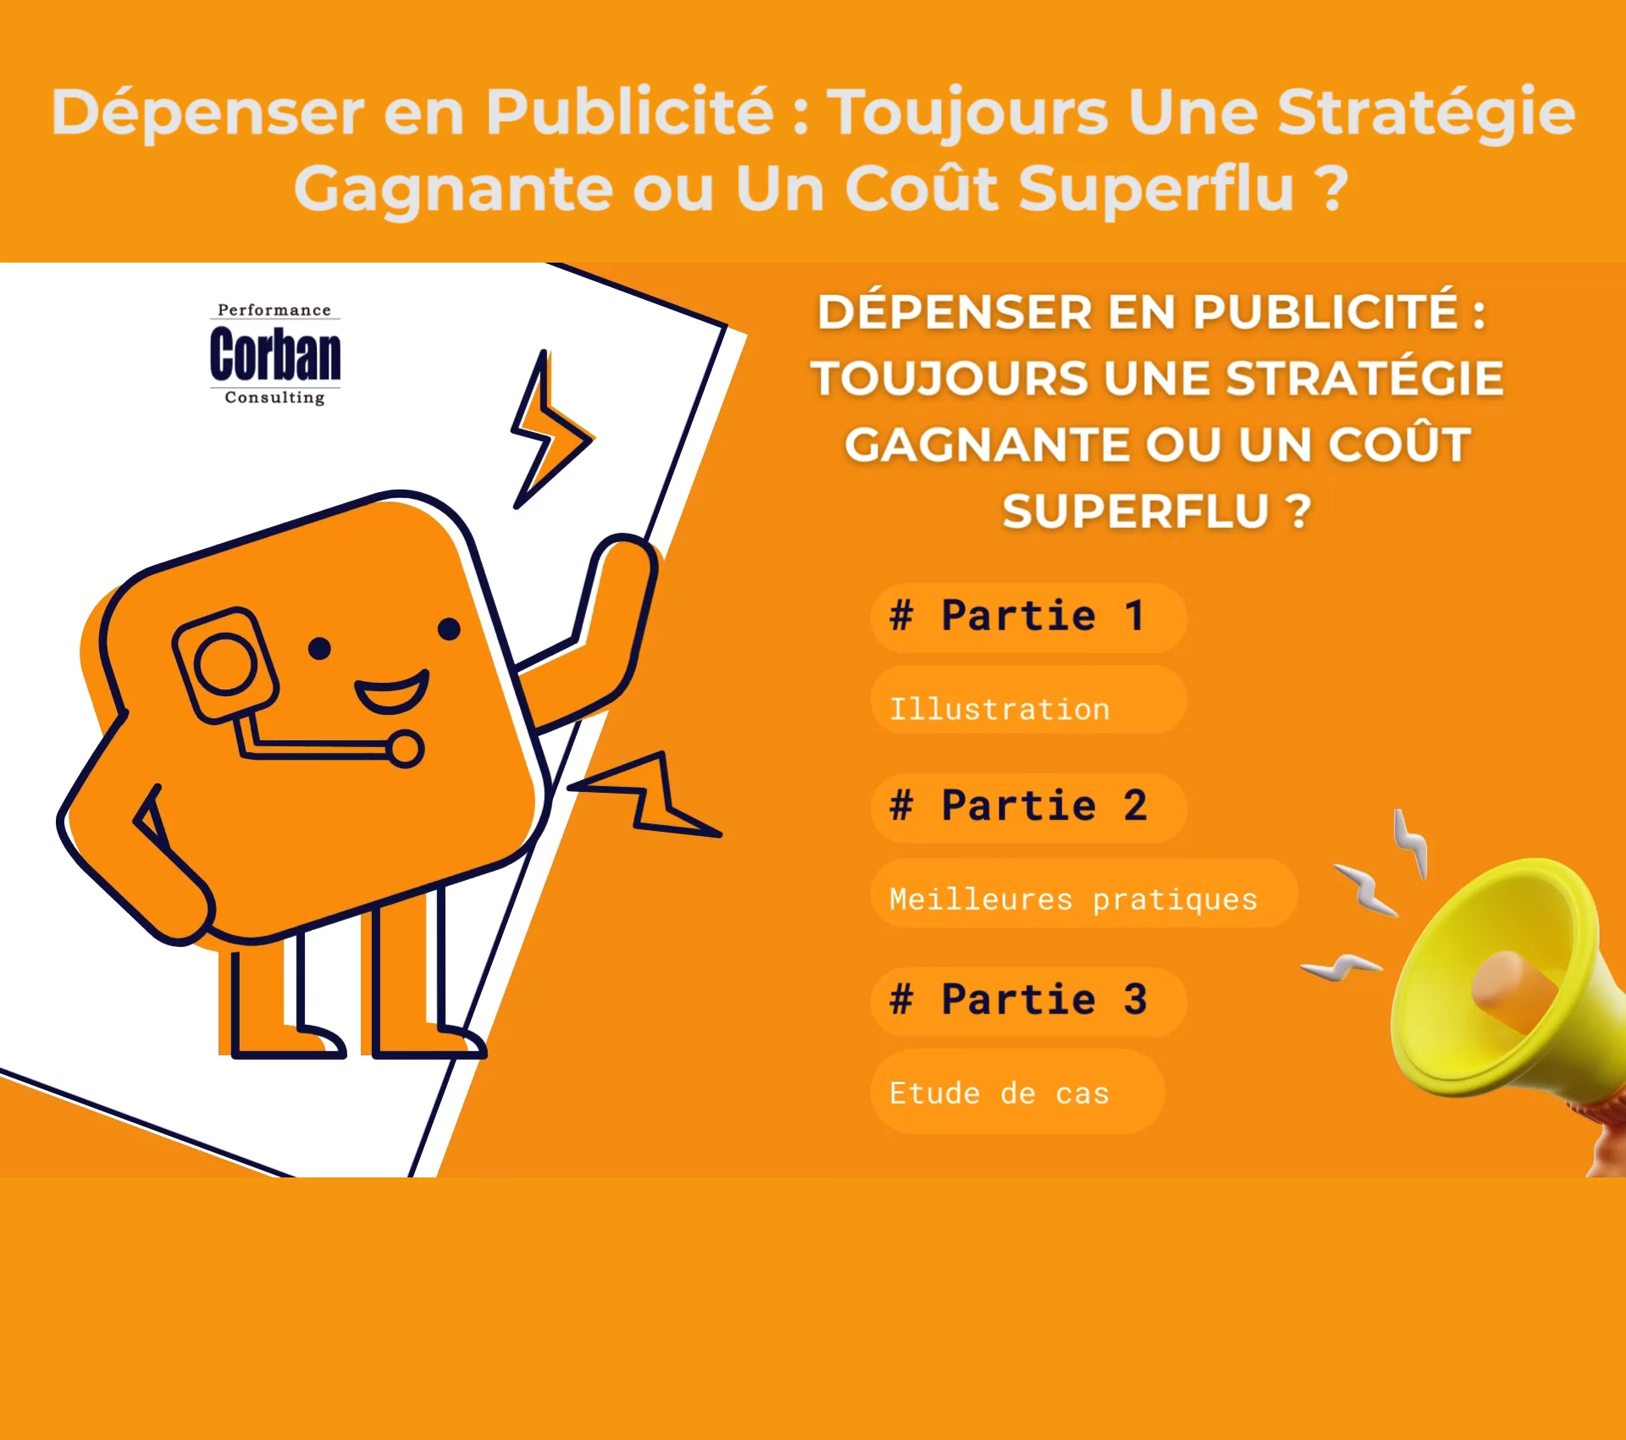 Dépenser en Publicité : Toujours Une Stratégie
Gagnante ou Un Coût Superflu ?
Performance
Corban
Consulting
DÉPENSER EN PUBLICITÉ :
TOUJOURS UNE STRATÉGIE
GAGNANTE OU UN COÛT
SUPERFLU ?
# Partie 1
Illustration
# Partie 2
Meilleures pratiques
# Partie 3
Etude de cas